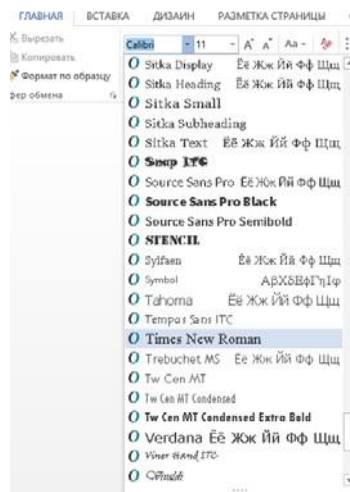 ГЛАВНАЯ ВСТАВКА ДИЗАЙН РАЗМЕТКА СТРАНИЦЫ
Вырезать
Копировать
Формат по образцу
фер обмена
Calibri 11 Aa
Sitka Display Ёё Жж Йй Фф Щщ
Sitka Heading Ёё Жж Йй Фф Щщ
Sitka Small
Sitka Subheading
Sitka Text Ёё Жж Йй Фф Щщ
Snap ITC
Source Sans Pro Ёё Жж Йй Фф Щщ
Source Sans Pro Black
Source Sans Pro Semibold
STENCIL
Sylfaen Ёё Жж Йй Фф Щщ
Symbol ΑβΧδΕϕΓηΙφ
Tahoma Ёё Жж Йй Фф Щщ
Tempus Sans ITC
Times New Roman
Trebuchet MS Ёё Жж Йй Фф Щщ
Tw Cen MT
Tw Cen MT Condensed
Tw Cen MT Condensed Extra Bold
Verdana Ёё Жж Йй Фф Щщ
Viner Hand ITC
Vivaldi